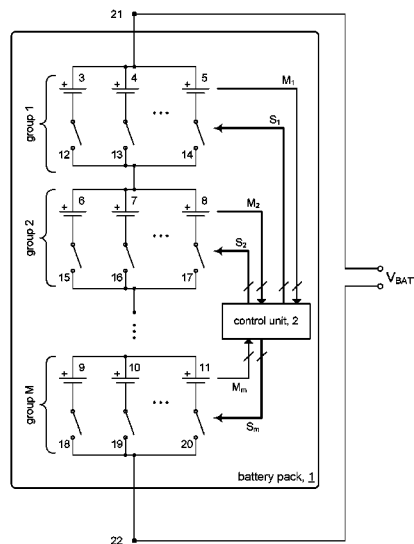 21
group 1
+ 3
+ 4
+ 5
M1
...
S1
12
13
14
group 2
+ 6
+ 7
+ 8
M2
...
S2
15
16
17
VBAT
control unit, 2
group M
+ 9
+ 10
+ 11
Mm
...
Sm
18
19
20
battery pack, 1
22